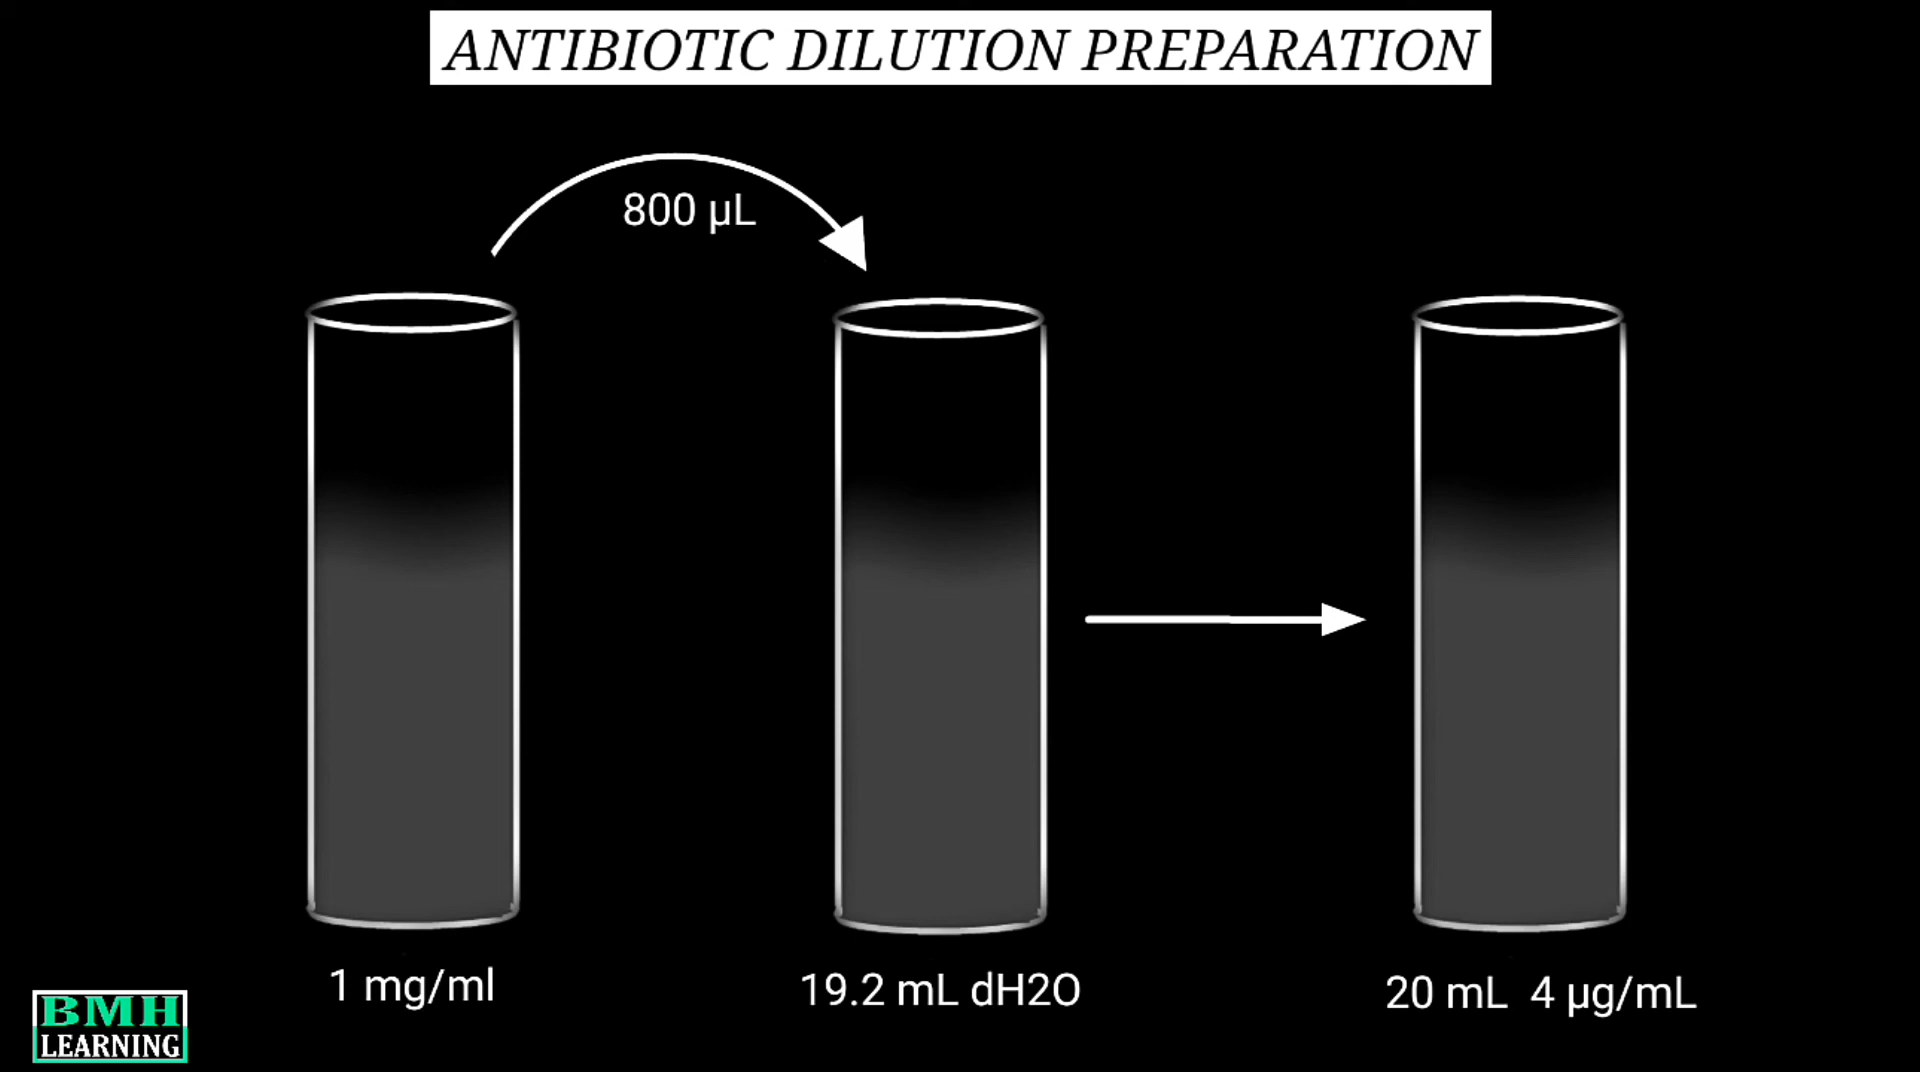 ANTIBIOTIC DILUTION PREPARATION
800 µL
1 mg/ml
19.2 mL dH2O
20 mL 4 µg/mL
BMH
LEARNING